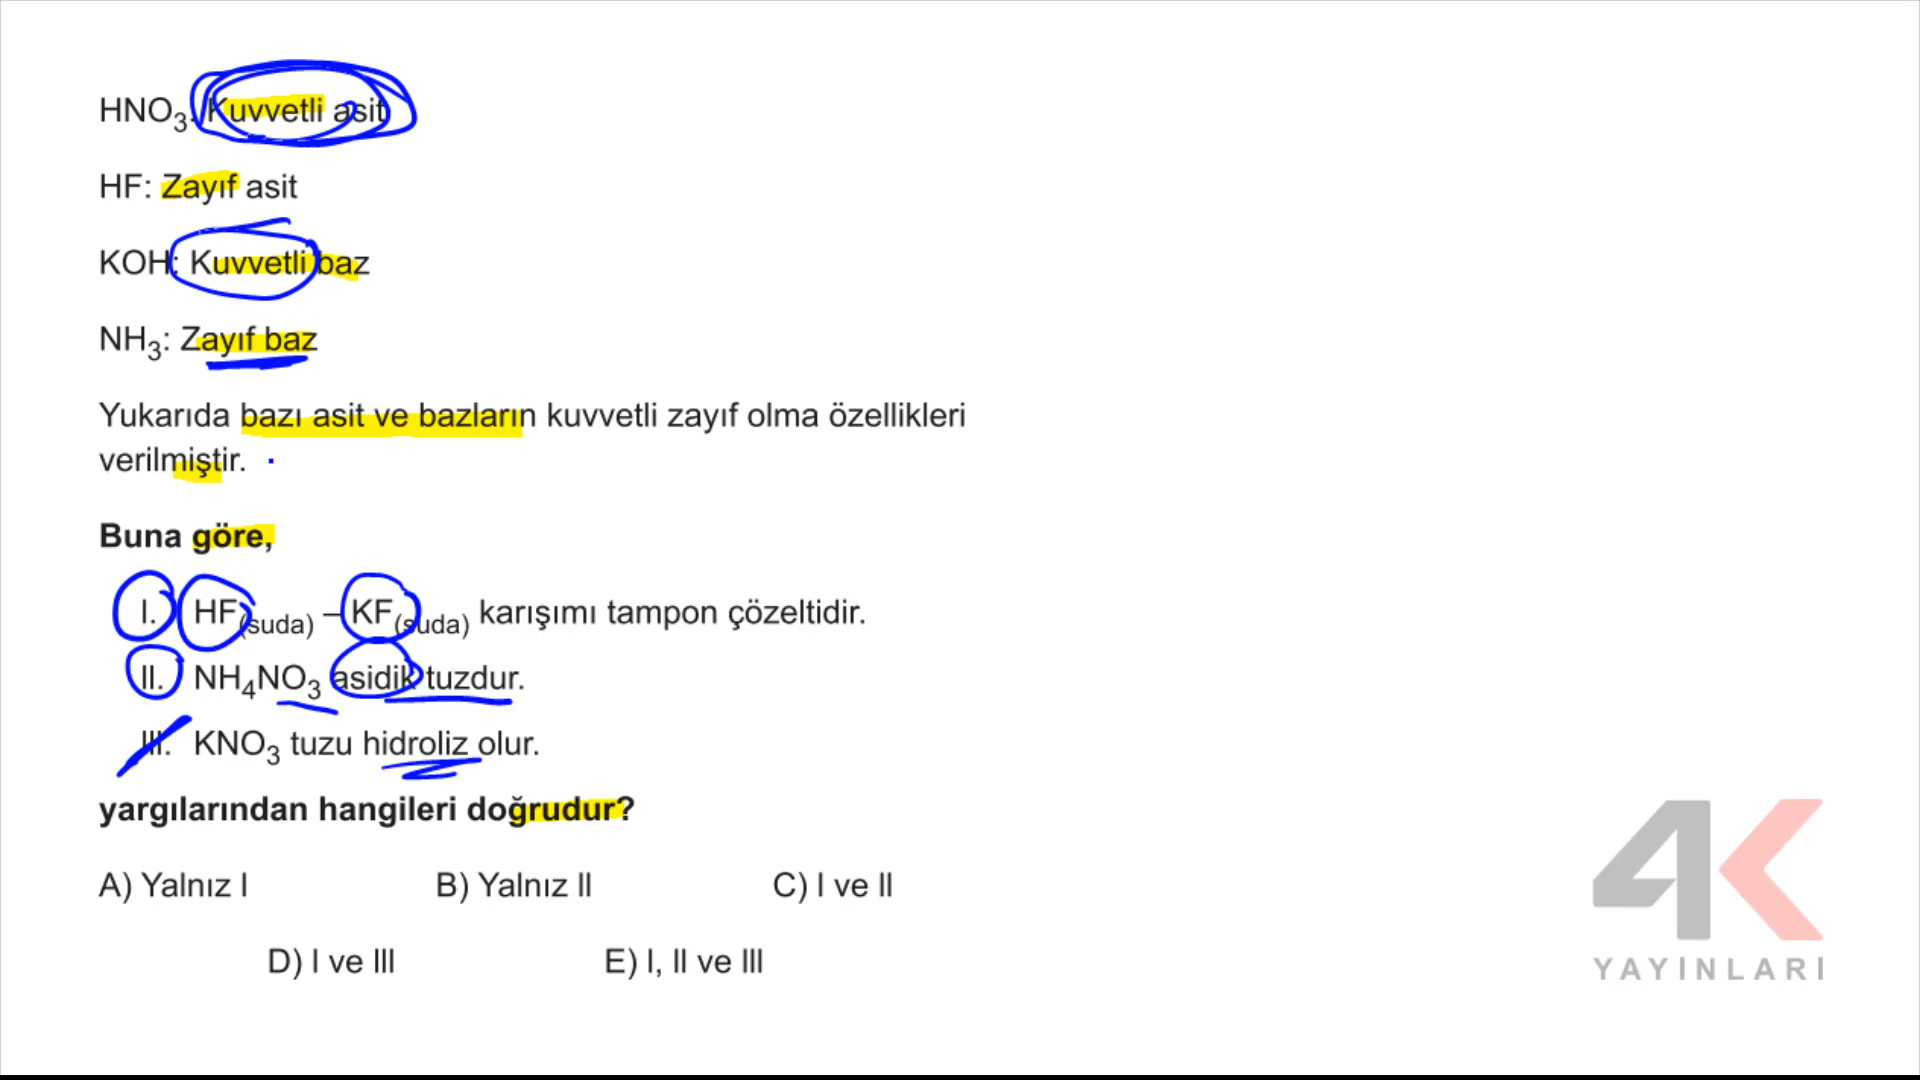 HNO3: Kuvvetli asit
HF: Zayıf asit
KOH: Kuvvetli baz
NH3: Zayıf baz
Yukarıda bazı asit ve bazların kuvvetli zayıf olma özellikleri
verilmiştir.
Buna göre,
I. HF(suda) – KF(suda) karışımı tampon çözeltidir.
II. NH4NO3 asidik tuzdur.
III. KNO3 tuzu hidroliz olur.
yargılarından hangileri doğrudur?
A) Yalnız I B) Yalnız II C) I ve II
D) I ve III E) I, II ve III
4K
YAYINLARI